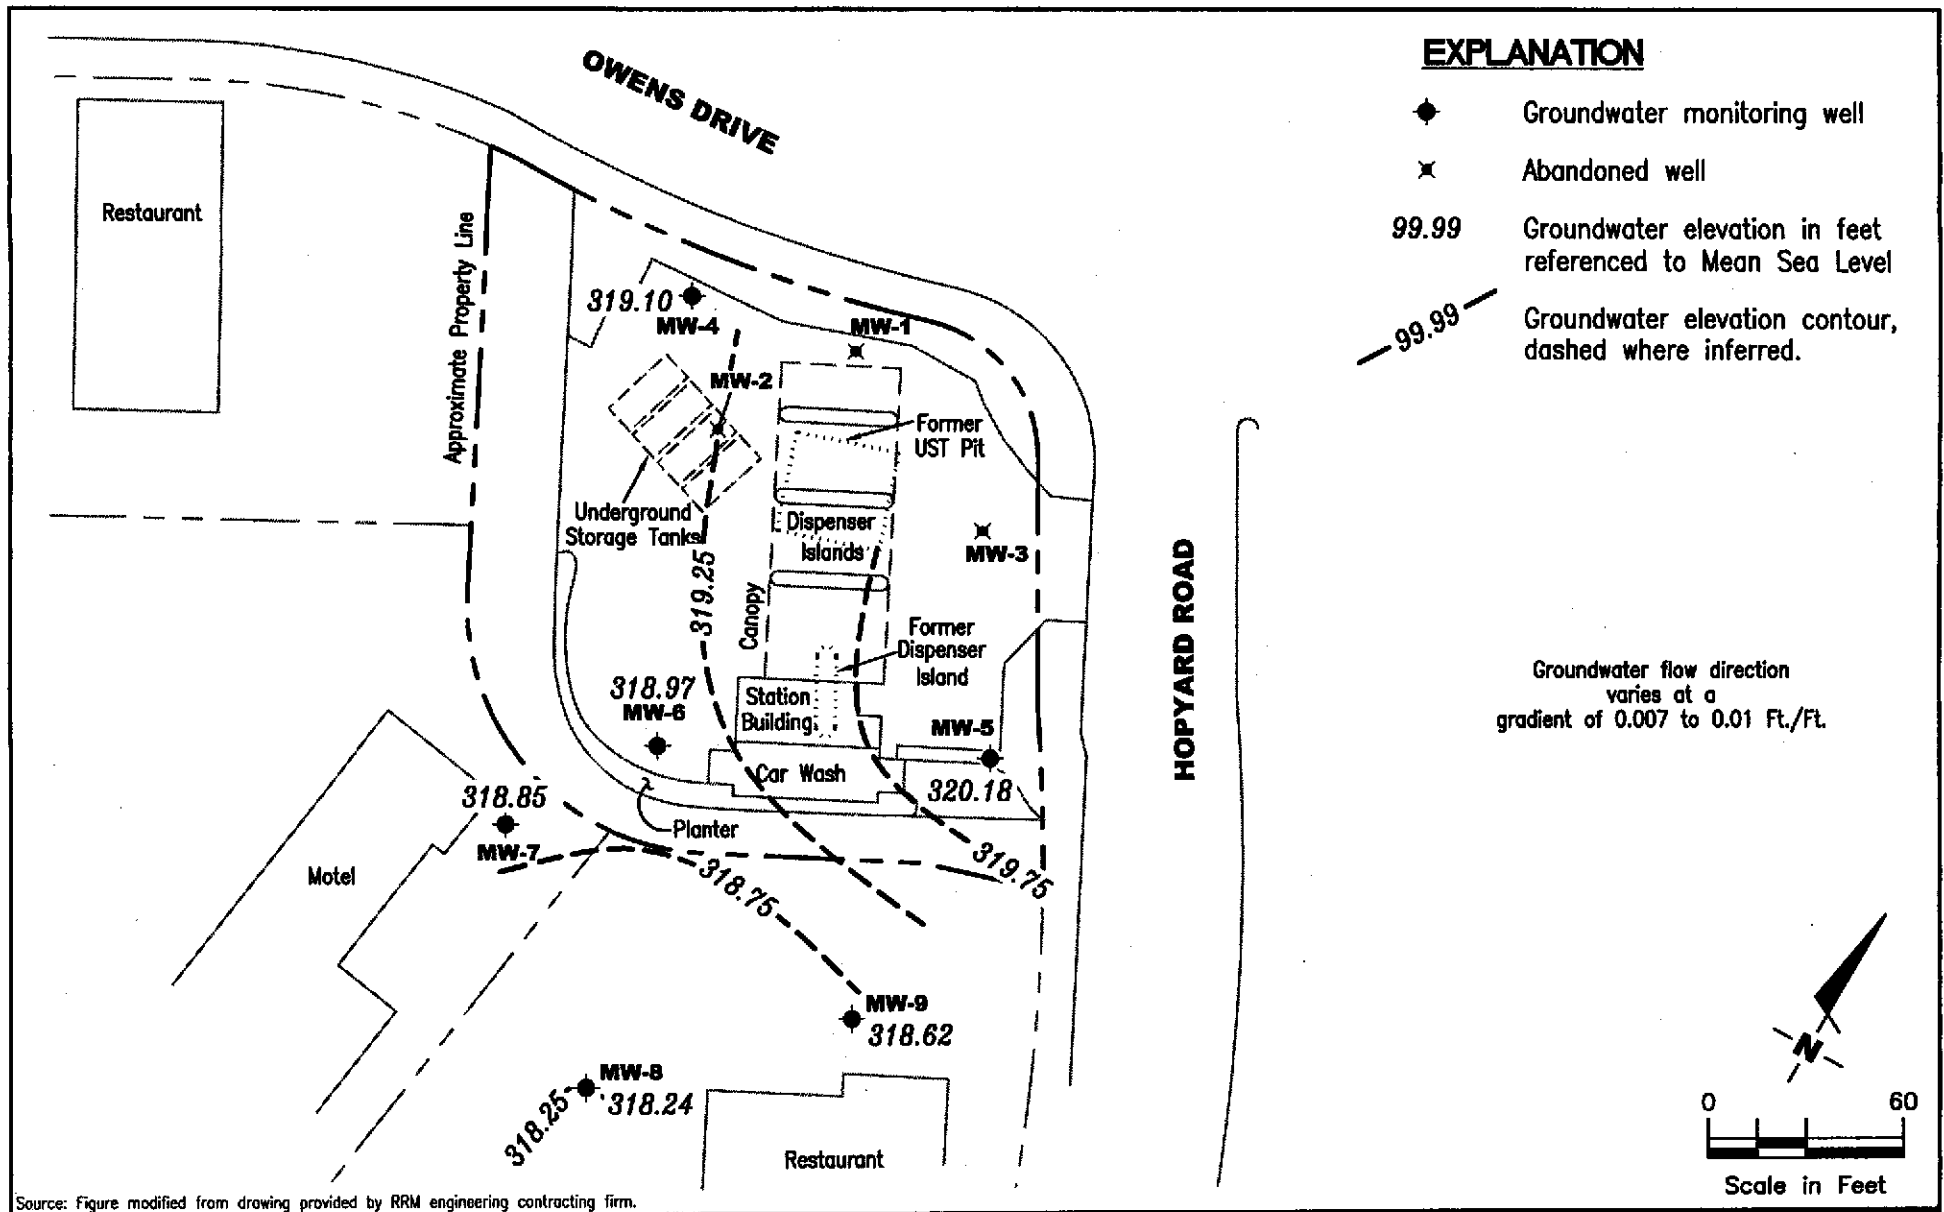 EXPLANATION
Groundwater monitoring well
Abandoned well
99.99
Groundwater elevation in feet
referenced to Mean Sea Level
99.99
Groundwater elevation contour,
dashed where inferred.
OWENS DRIVE
Restaurant
Approximate Property Line
319.10
MW-4
MW-1
MW-2
Former
UST Pit
Underground
Storage Tanks
Dispenser
Islands
MW-3
319.25
Canopy
Former
Dispenser
Island
HOPYARD ROAD
Groundwater flow direction
varies at a
gradient of 0.007 to 0.01 Ft./Ft.
318.97
MW-6
Station
Building
MW-5
Car Wash
320.18
318.85
MW-7
Planter
Motel
318.75
319.75
MW-9
318.62
MW-8
318.24
318.25
Restaurant
N
0 60
Scale in Feet
Source: Figure modified from drawing provided by RRM engineering contracting firm.